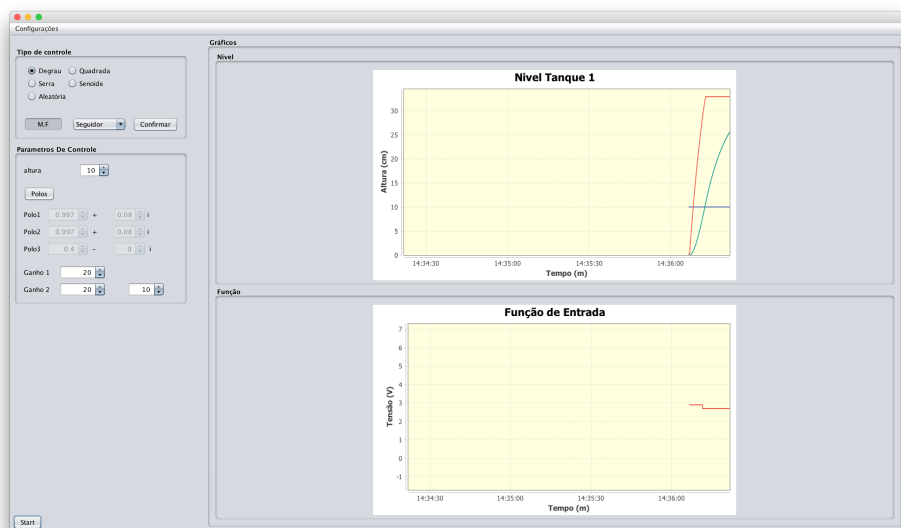 Configurações
Tipo de controle
Degrau Quadrada
Serra Senoide
Aleatória
M.F Seguidor Confirmar
Parametros De Controle
altura 10
Polos
Polo1 0.997 + 0.08 i
Polo2 0.997 + 0.08 i
Polo3 0.4 - 0 i
Ganho 1 20
Ganho 2 20 10
Start
Gráficos
Nivel
Nivel Tanque 1
Altura (cm)
30
25
20
15
10
5
0
14:34:30 14:35:00 14:35:30 14:36:00
Tempo (m)
Função
Função de Entrada
Tensão (V)
7
6
5
4
3
2
1
0
-1
14:34:30 14:35:00 14:35:30 14:36:00
Tempo (m)